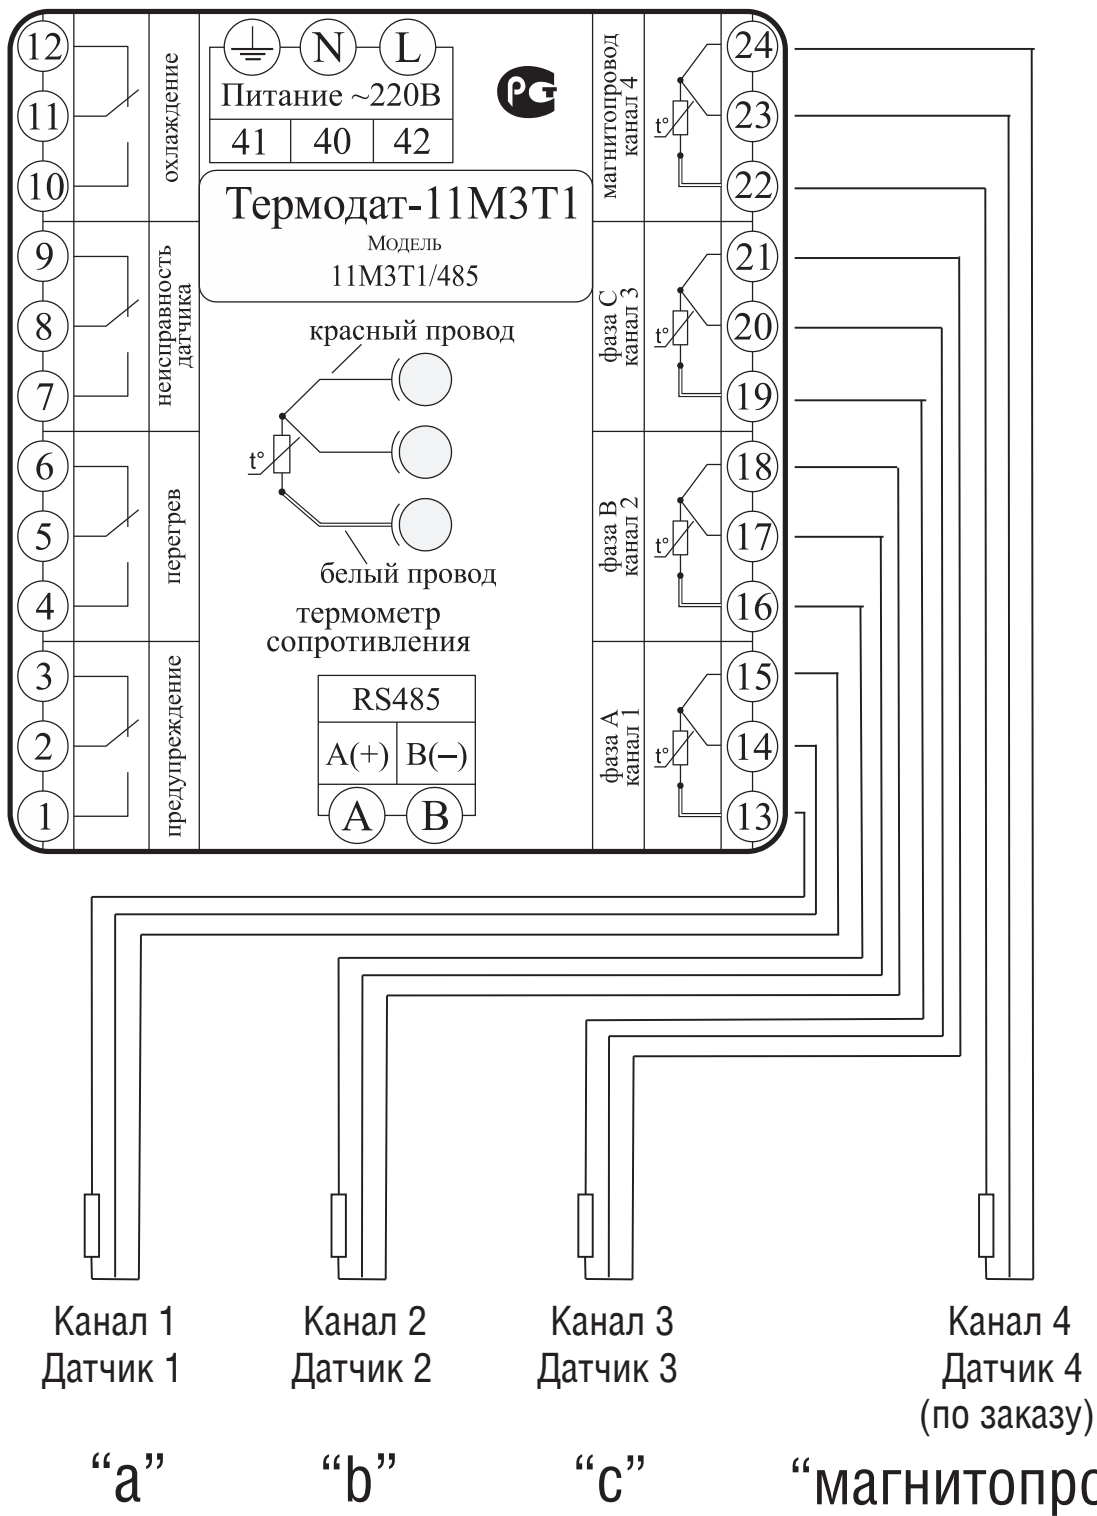 12
11
10
9
8
7
6
5
4
3
2
1
охлаждение
неисправность
датчика
перегрев
предупреждение
N L
Питание ~220В
41 40 42
РСТ
Термодат-11М3Т1
Модель
11М3Т1/485
красный провод
t°
белый провод
термометр
сопротивления
RS485
A(+) B(–)
A B
магнитопровод
канал 4
фаза С
канал 3
фаза В
канал 2
фаза А
канал 1
t°
t°
t°
t°
24
23
22
21
20
19
18
17
16
15
14
13
Канал 1
Датчик 1
“a”
Канал 2
Датчик 2
“b”
Канал 3
Датчик 3
“c”
Канал 4
Датчик 4
(по заказу)
“магнитопро